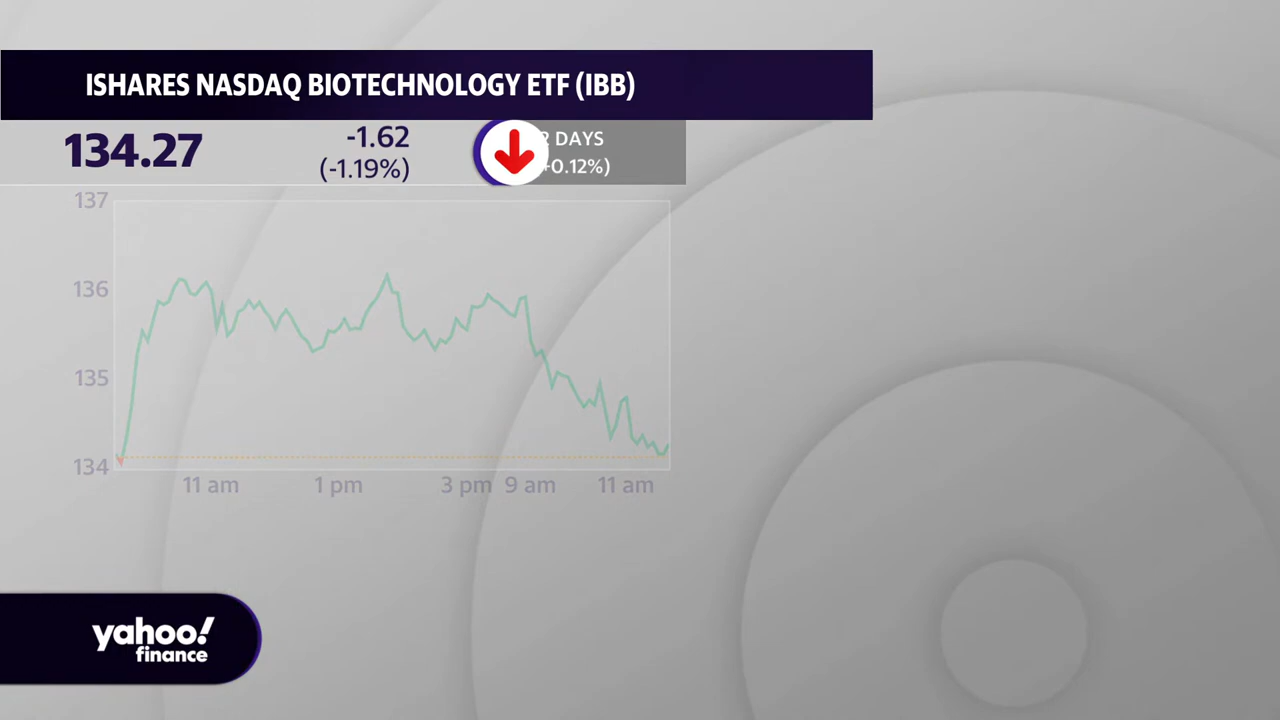 ISHARES NASDAQ BIOTECHNOLOGY ETF (IBB)
134.27
-1.62
(-1.19%)
DAYS
0.12%)
137
136
135
134
11 am
1 pm
3 pm
9 am
11 am
yahoo!
finance